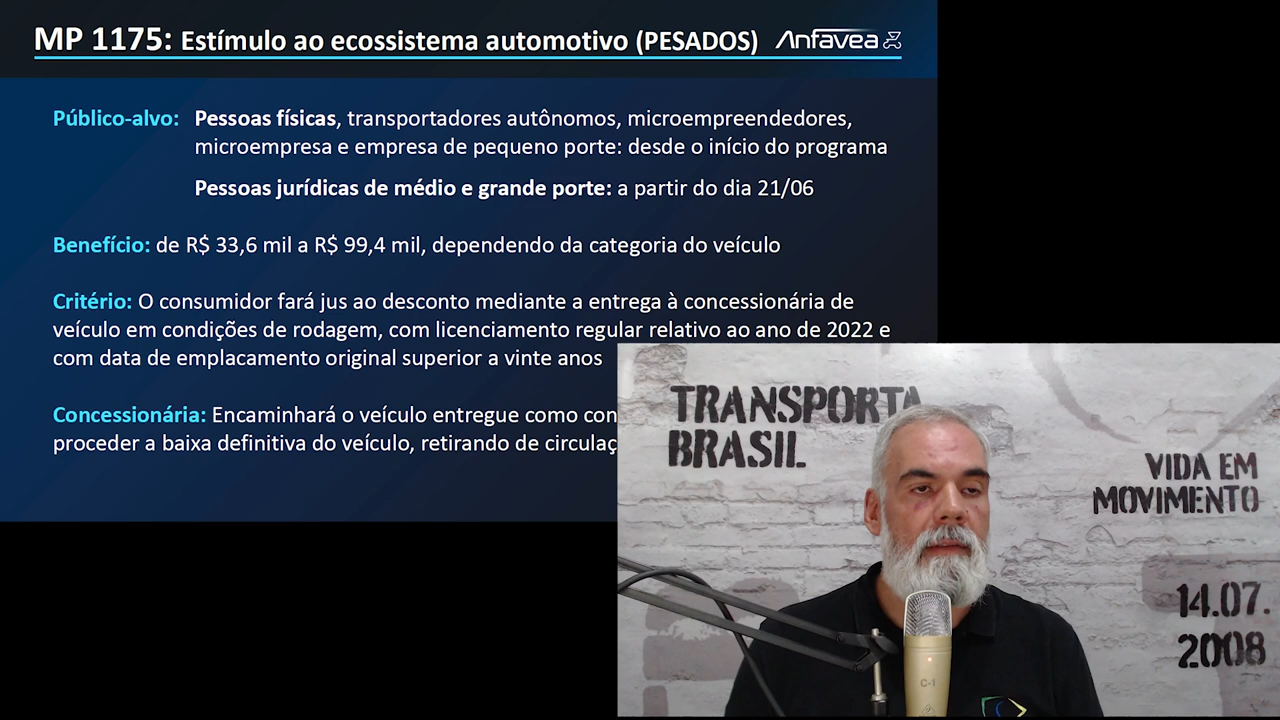 MP 1175: Estímulo ao ecossistema automotivo (PESADOS) Anfavea
Público-alvo: Pessoas físicas, transportadores autônomos, microempreendedores,
microempresa e empresa de pequeno porte: desde o início do programa
Pessoas jurídicas de médio e grande porte: a partir do dia 21/06
Benefício: de R$ 33,6 mil a R$ 99,4 mil, dependendo da categoria do veículo
Critério: O consumidor fará jus ao desconto mediante a entrega à concessionária de
veículo em condições de rodagem, com licenciamento regular relativo ao ano de 2022 e
com data de emplacamento original superior a vinte anos
Concessionária: Encaminhará o veículo entregue como
proceder a baixa definitiva do veículo, retirando de
TRANSPORTA
BRASIL
VIDA EM
MOVIMENTO
14.07.
2008
C-1